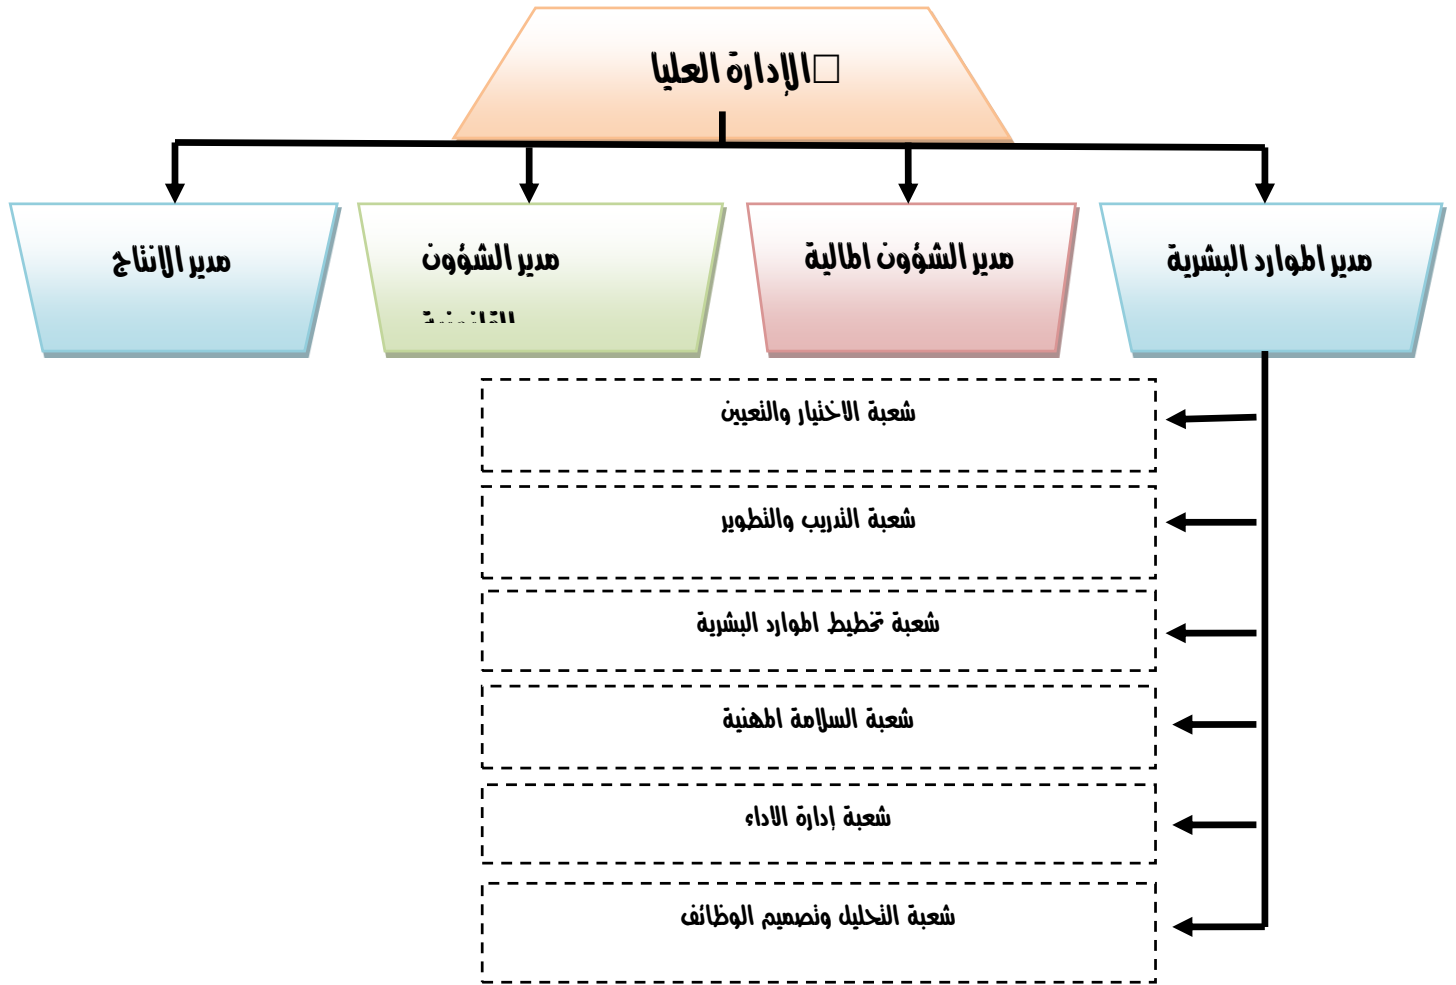 الإدارة العليا
مدير الموارد البشرية
مدير الشؤون المالية
مدير الشؤون
القانونية
مدير الانتاج
شعبة الاختيار والتعيين
شعبة التدريب والتطوير
شعبة تخطيط الموارد البشرية
شعبة السلامة المهنية
شعبة إدارة الاداء
شعبة التحليل وتصميم الوظائف